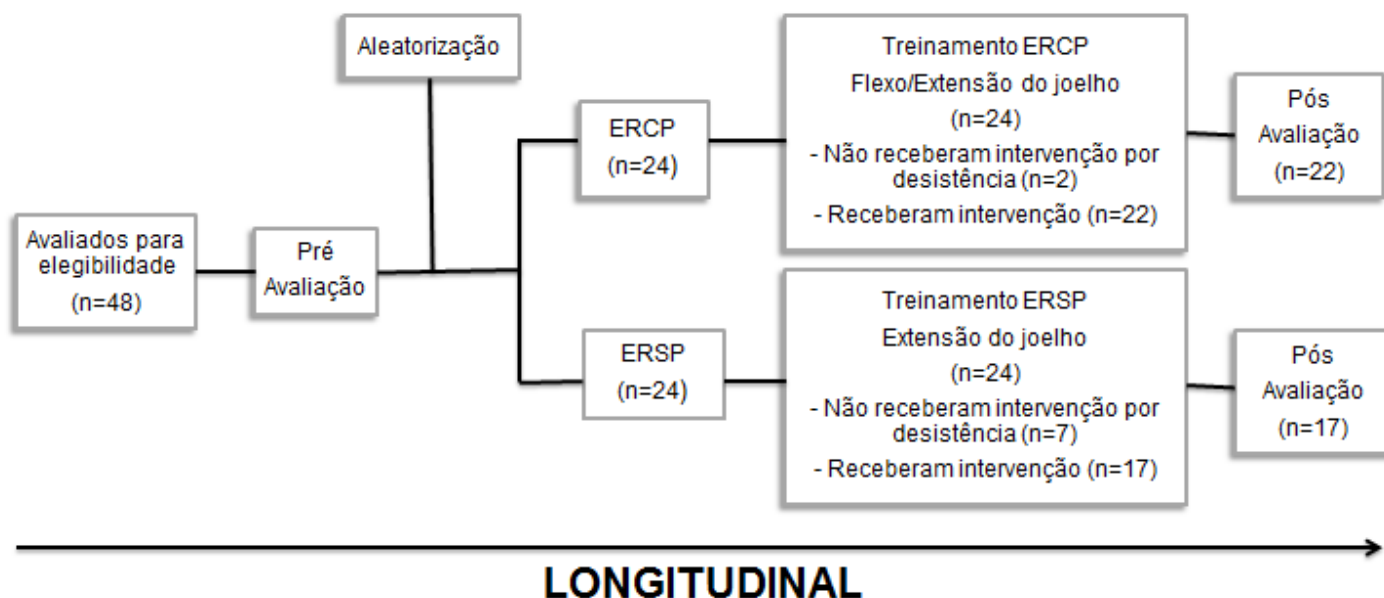 Avaliados para
elegibilidade
(n=48)
Pré
Avaliação
Aleatorização
ERCP
(n=24)
Treinamento ERCP
Flexo/Extensão do joelho
(n=24)
- Não receberam intervenção por
desistência (n=2)
- Receberam intervenção (n=22)
Pós
Avaliação
(n=22)
ERSP
(n=24)
Treinamento ERSP
Extensão do joelho
(n=24)
- Não receberam intervenção por
desistência (n=7)
- Receberam intervenção (n=17)
Pós
Avaliação
(n=17)
LONGITUDINAL